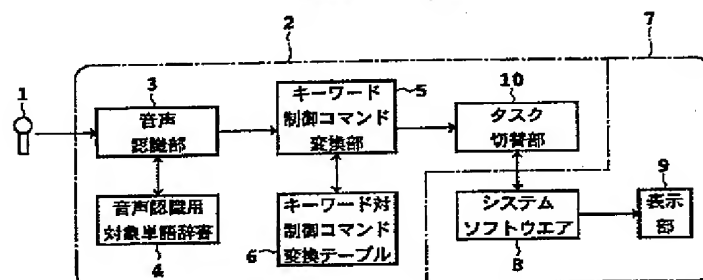 2
7
1
3
音声
認識部
キーワード
制御コマンド
変換部
5
10
タスク
切替部
音声認識用
対象単語辞書
4
キーワード対
制御コマンド
変換テーブル
6
システム
ソフトウエア
8
9
表示
部